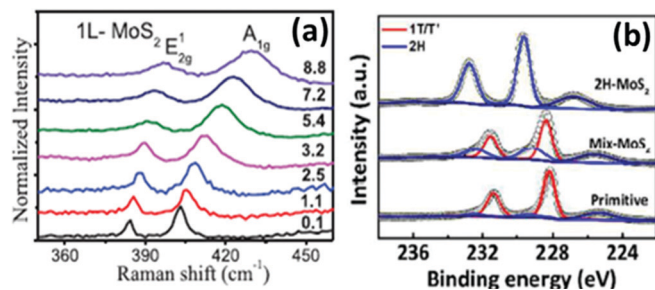 (a)
1L- MoS2 E¹2g A1g
8.8
7.2
5.4
3.2
2.5
1.1
0.1
Normalized Intensity
360 390 420 450
Raman shift (cm-1)
(b)
1T/T'
2H
2H-MoS2
Mix-MoSx
Primitive
Intensity (a.u.)
236 232 228 224
Binding energy (eV)